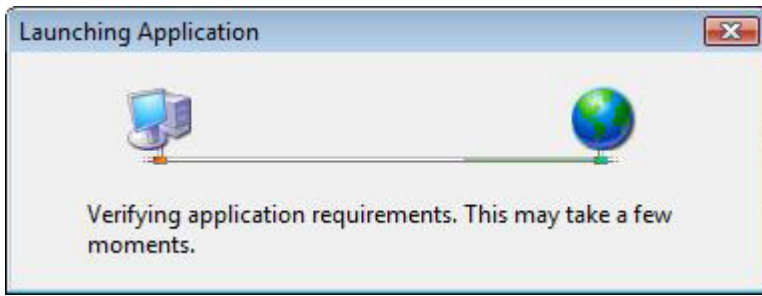 Launching Application
Verifying application requirements. This may take a few
moments.